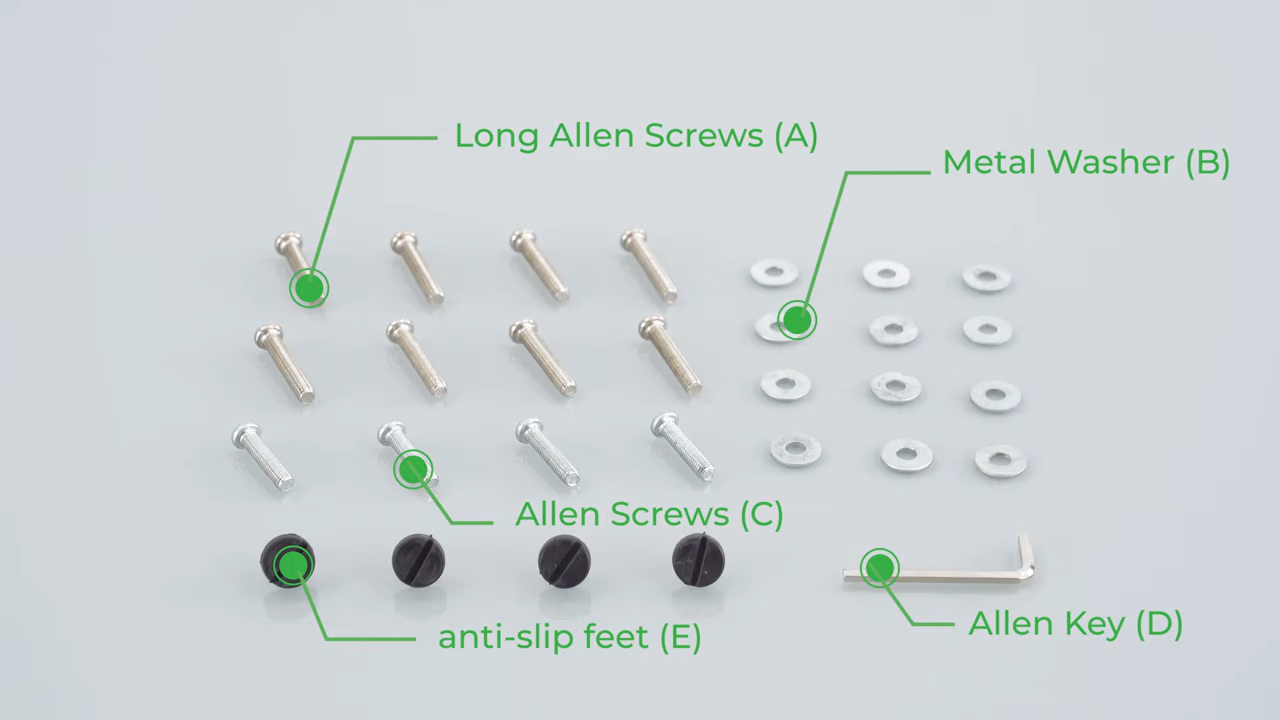 Long Allen Screws (A)
Metal Washer (B)
Allen Screws (C)
Allen Key (D)
anti-slip feet (E)